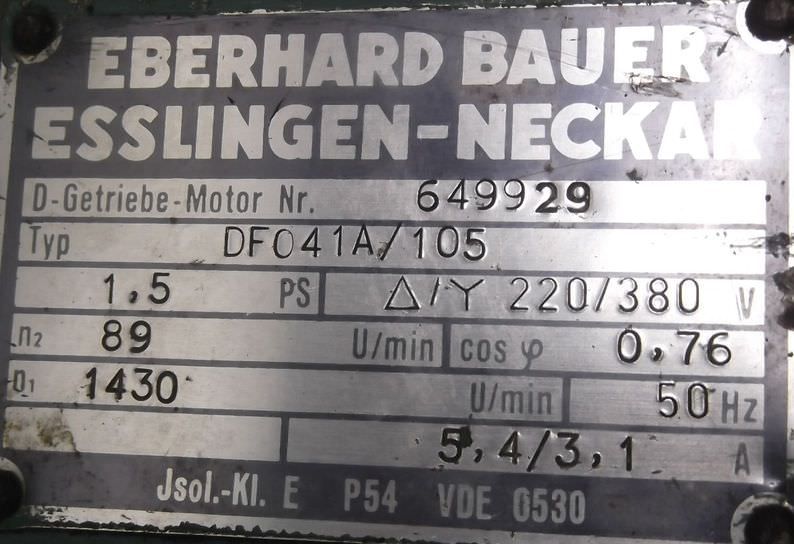 EBERHARD BAUER
ESSLINGEN-NECKAR
D-Getriebe-Motor Nr. 649929
Typ DF041A/105
1,5 PS Δ/Y 220/380 V
n₂ 89 U/min cos φ 0,76
n₁ 1430 U/min 50 Hz
5,4/3,1 A
Jsol.-Kl. E P54 VDE 0530